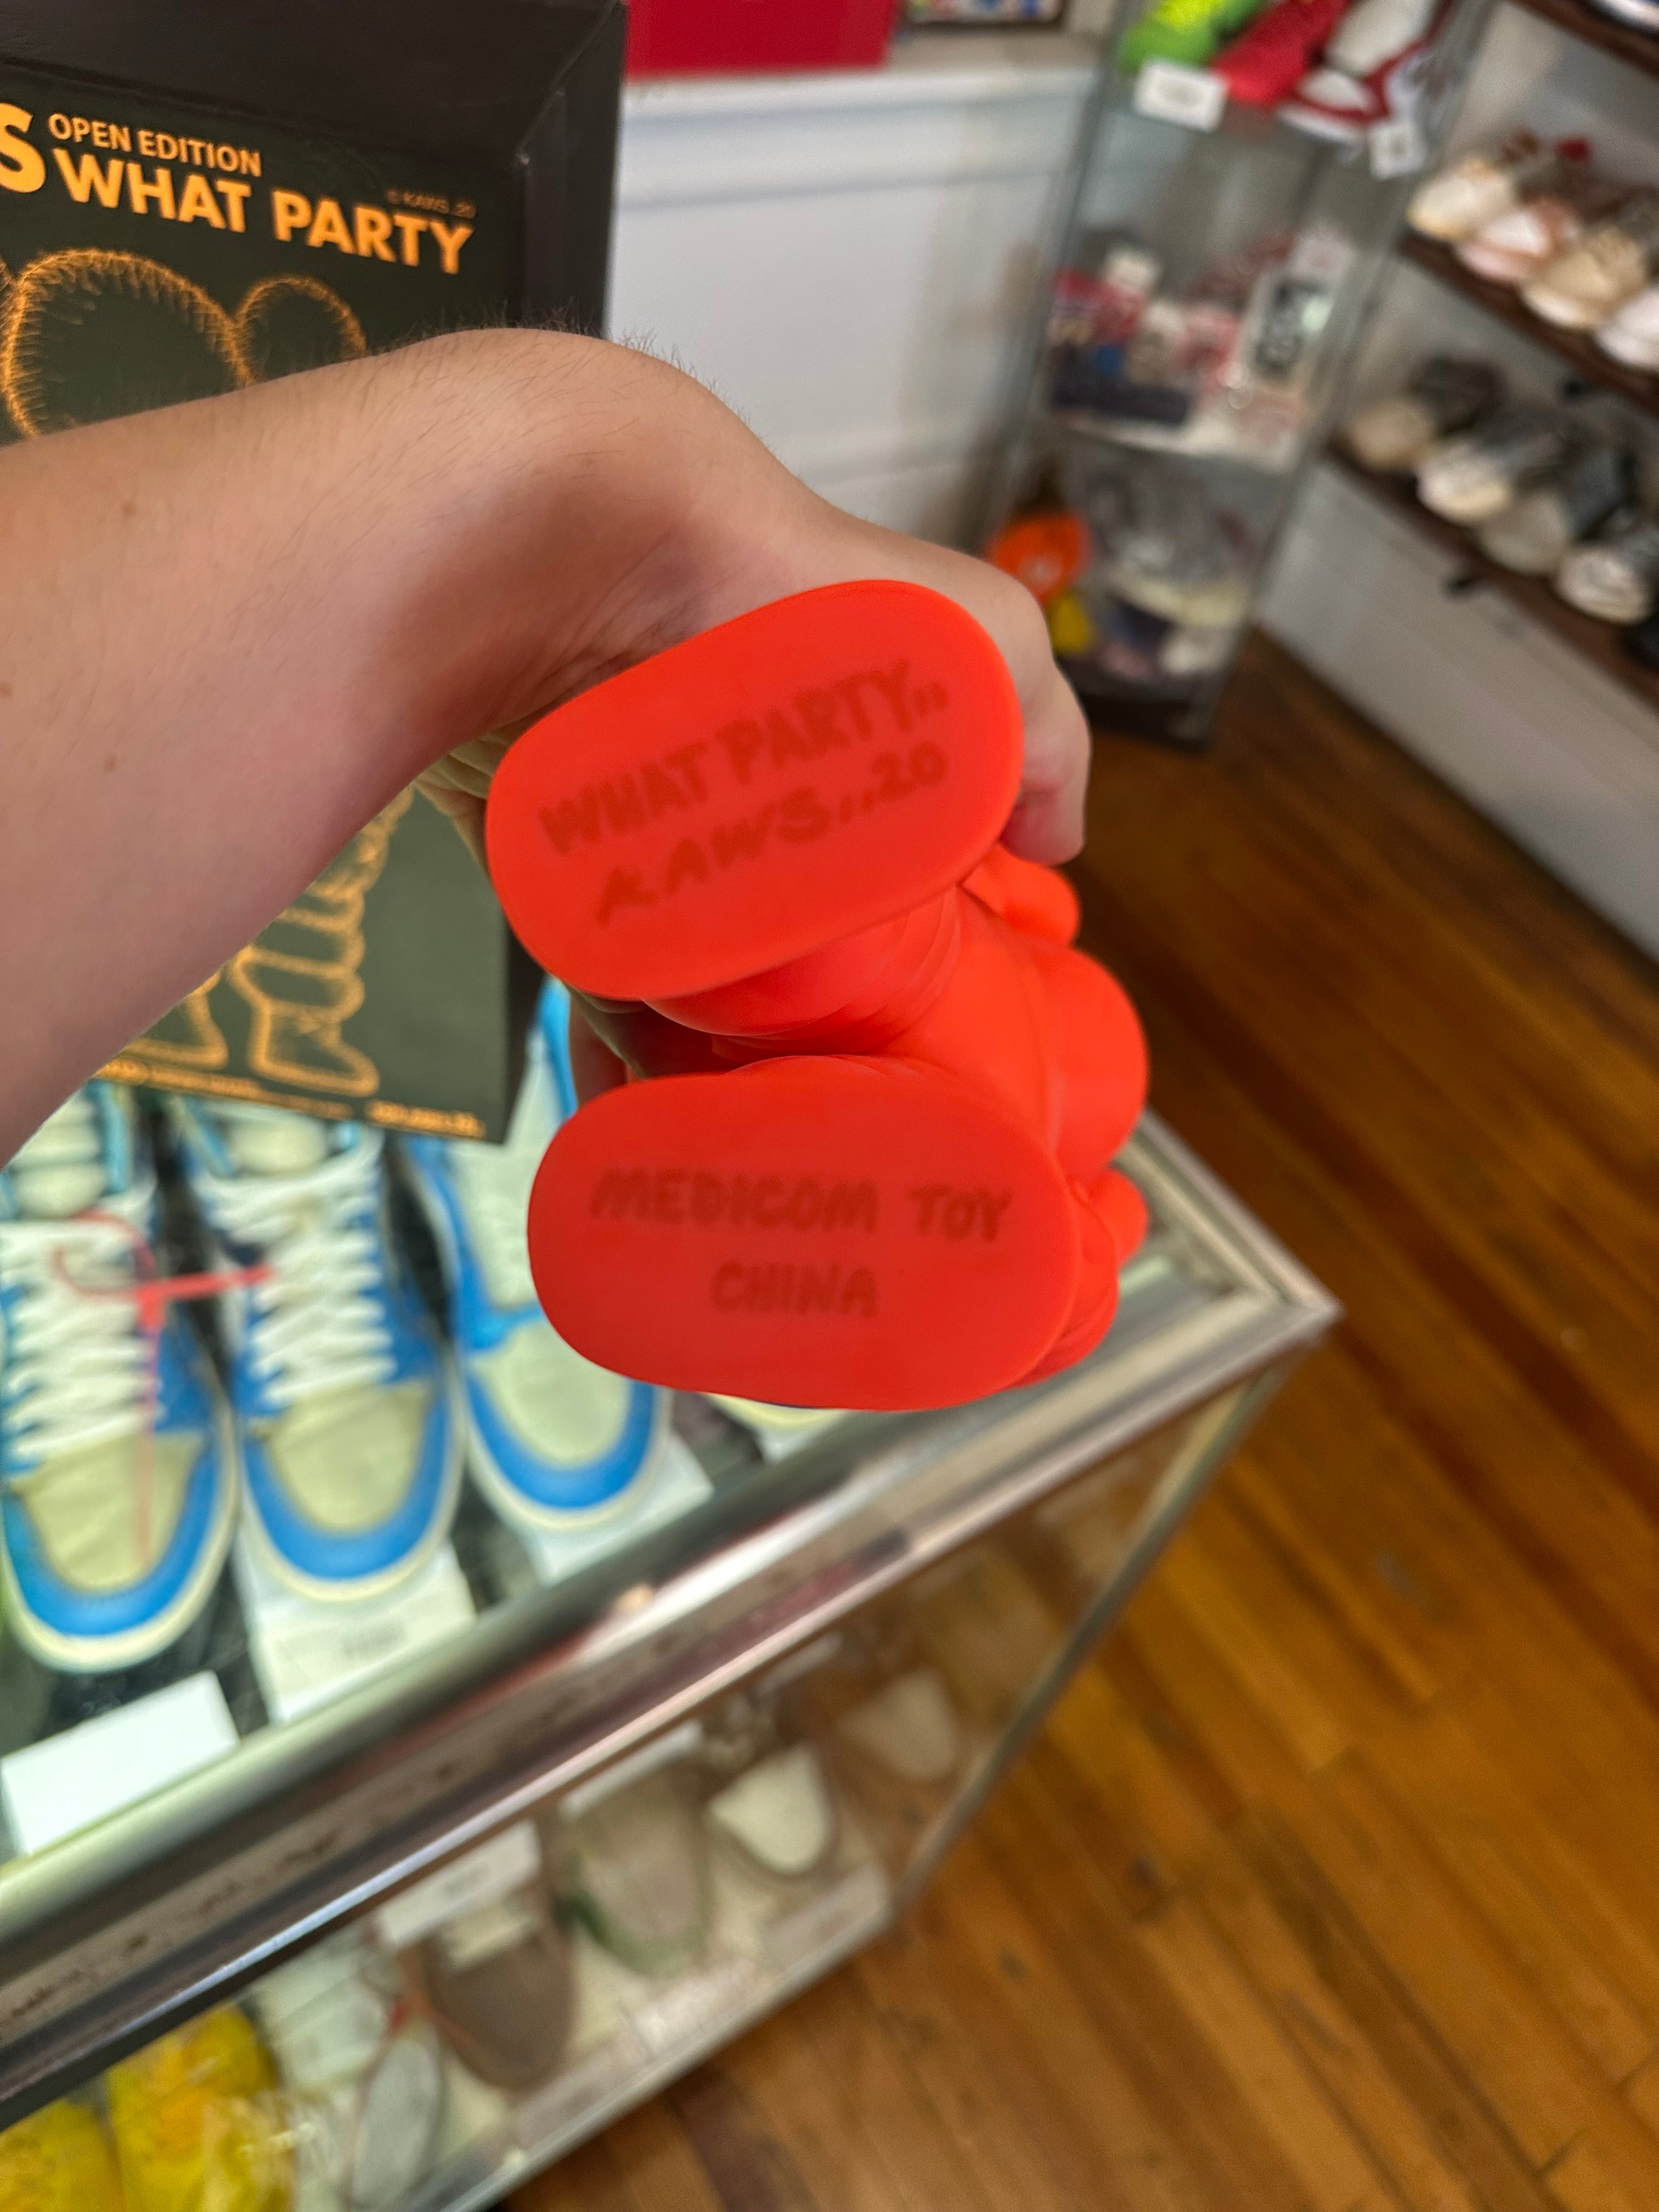 S OPEN EDITION
WHAT PARTY
© KAWS..20
WHAT PARTY,,
KAWS..,20
MEDICOM TOY
CHINA